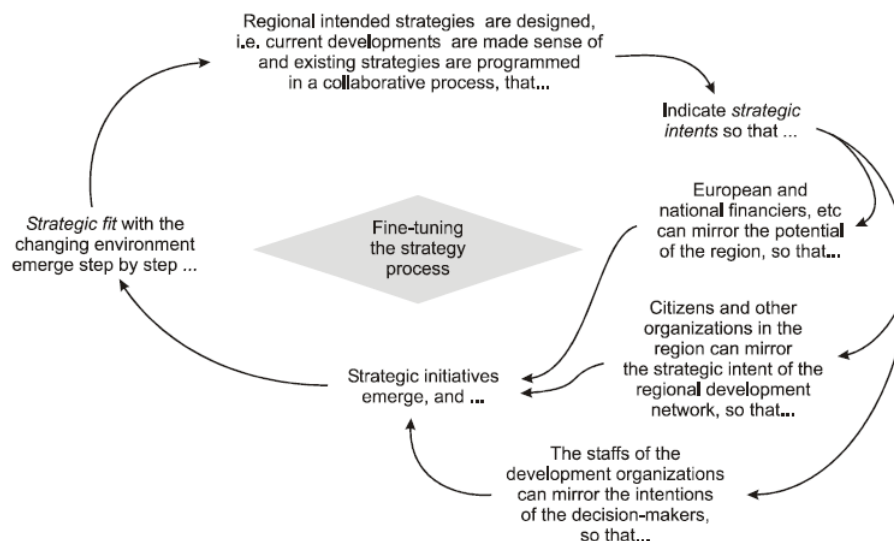 Regional intended strategies are designed,
i.e. current developments are made sense of
and existing strategies are programmed
in a collaborative process, that...
Indicate strategic
intents so that ...
European and
national financiers, etc
can mirror the potential
of the region, so that...
Strategic fit with the
changing environment
emerge step by step ...
Fine-tuning
the strategy
process
Citizens and other
organizations in the
region can mirror
the strategic intent of the
regional development
network, so that...
Strategic initiatives
emerge, and ...
The staffs of the
development organizations
can mirror the intentions
of the decision-makers,
so that...